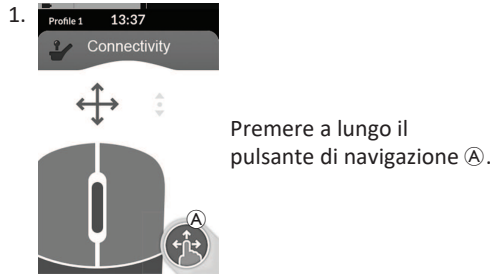 1.
Profile 1 13:37
Connectivity
A
Premere a lungo il
pulsante di navigazione Ⓐ.